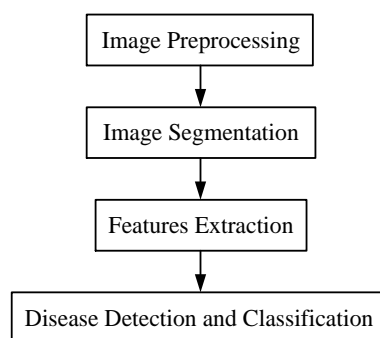 Image Preprocessing
Image Segmentation
Features Extraction
Disease Detection and Classification